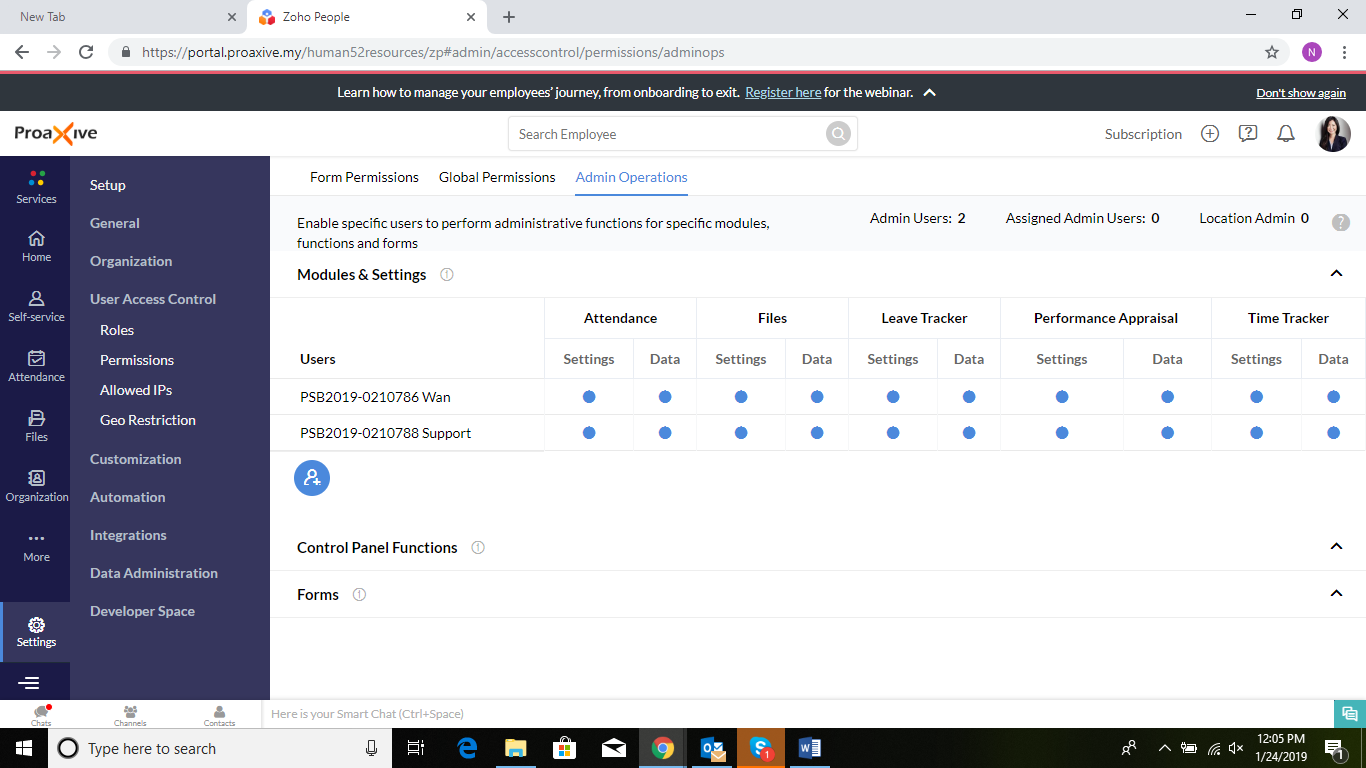 New Tab
Zoho People
https://portal.proaxive.my/human52resources/zp#admin/accesscontrol/permissions/adminops
N
Learn how to manage your employees' journey, from onboarding to exit. Register here for the webinar.
Don't show again
ProaXive
Search Employee
Subscription
Services
Home
Self-service
Attendance
Files
Organization
More
Settings
Setup
General
Organization
User Access Control
Roles
Permissions
Allowed IPs
Geo Restriction
Customization
Automation
Integrations
Data Administration
Developer Space
Form Permissions Global Permissions Admin Operations
Enable specific users to perform administrative functions for specific modules,
functions and forms
Admin Users: 2 Assigned Admin Users: 0 Location Admin 0 ?
Modules & Settings
Attendance Files Leave Tracker Performance Appraisal Time Tracker
Users Settings Data Settings Data Settings Data Settings Data Settings Data
PSB2019-0210786 Wan
PSB2019-0210788 Support
Control Panel Functions
Forms
Chats Channels Contacts Here is your Smart Chat (Ctrl+Space)
Type here to search
12:05 PM
1/24/2019
1
1